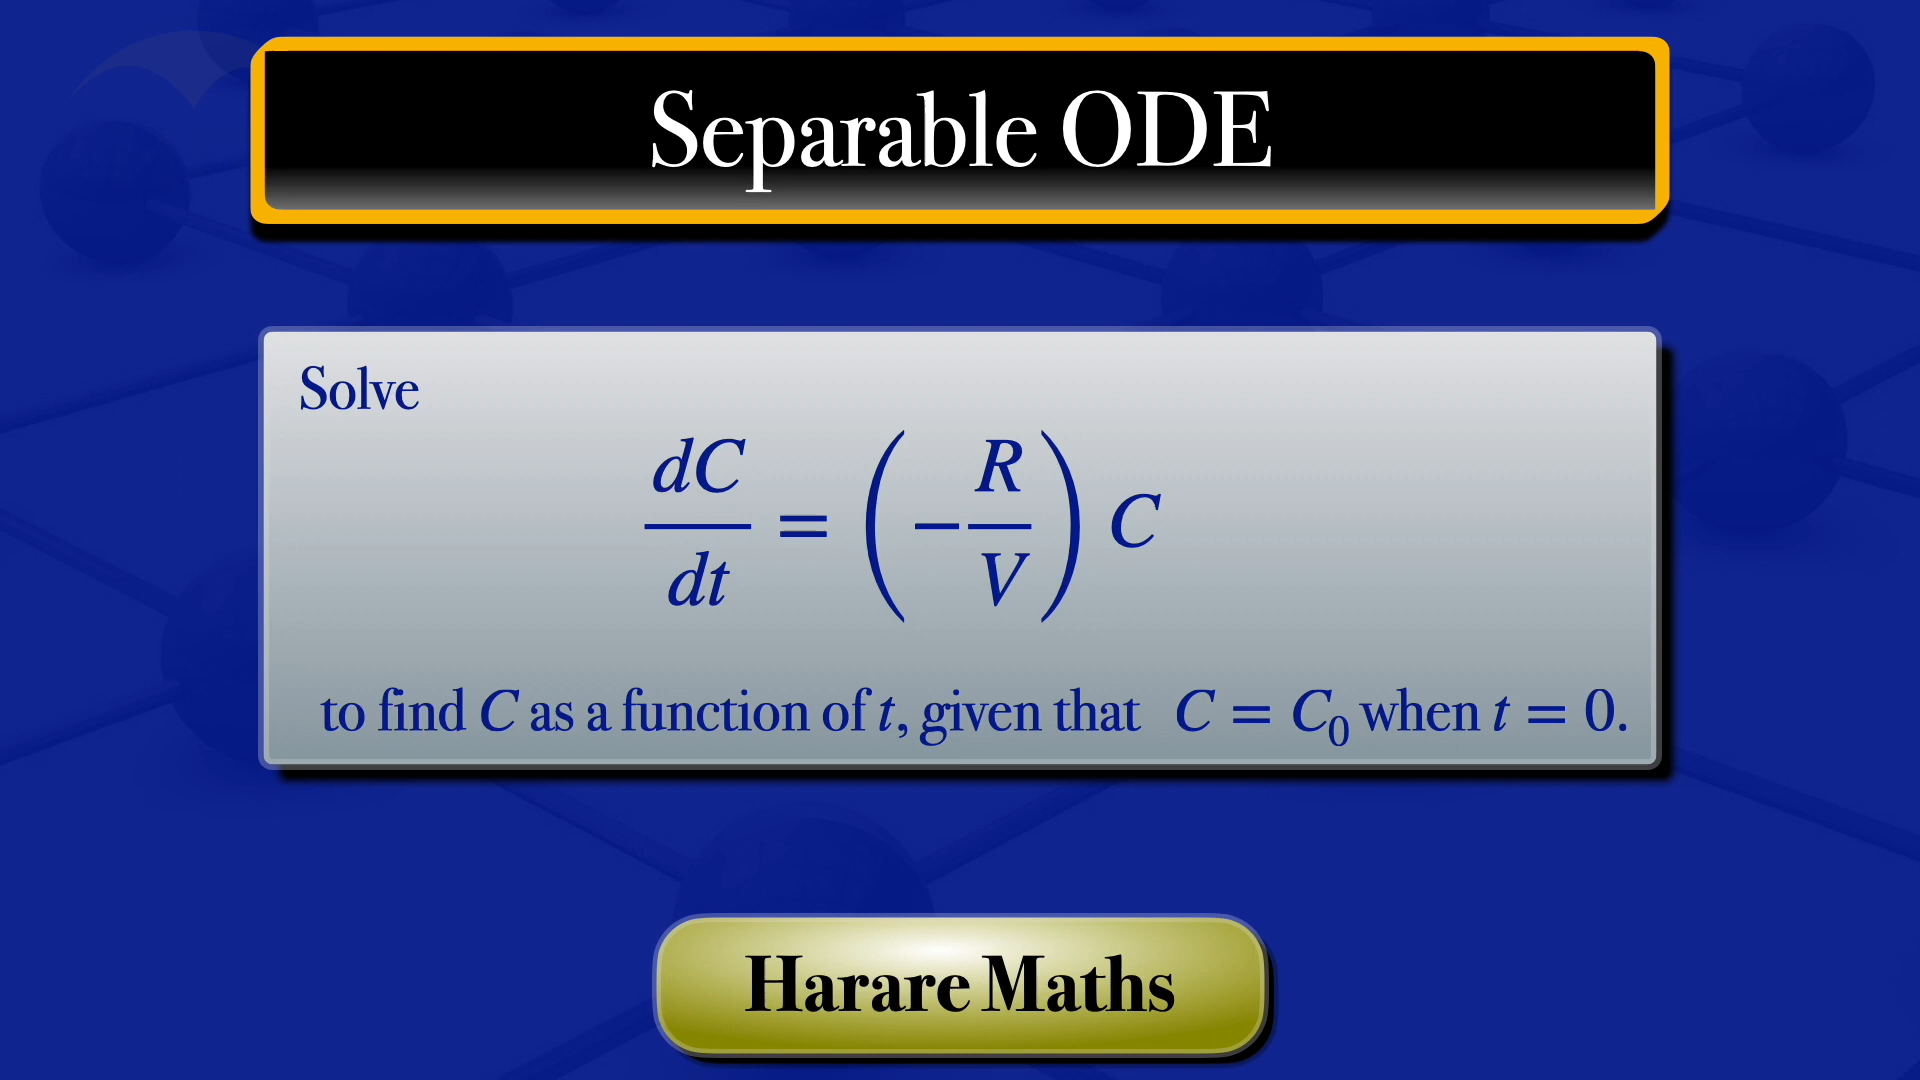 Separable ODE
Solve
dC/dt = (−R/V) C
to find C as a function of t, given that C = C₀ when t = 0.
Harare Maths